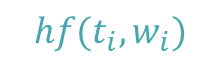 hf(t_i, w_i)